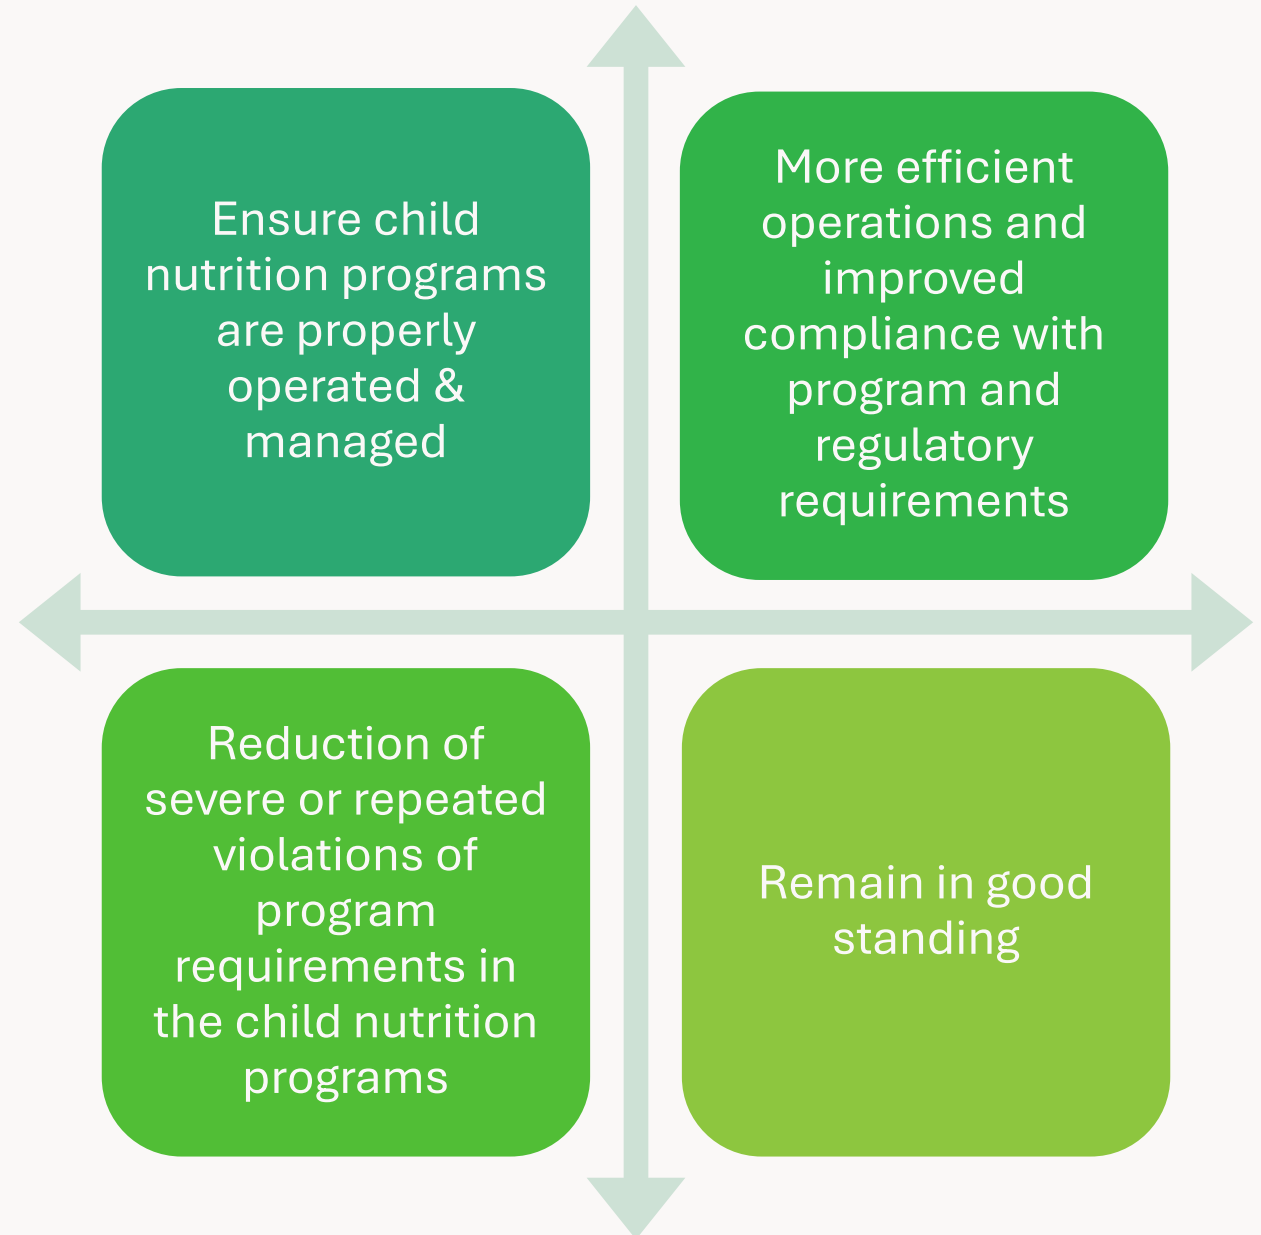 Ensure child
nutrition programs
are properly
operated &
managed
More efficient
operations and
improved
compliance with
program and
regulatory
requirements
Reduction of
severe or repeated
violations of
program
requirements in
the child nutrition
programs
Remain in good
standing